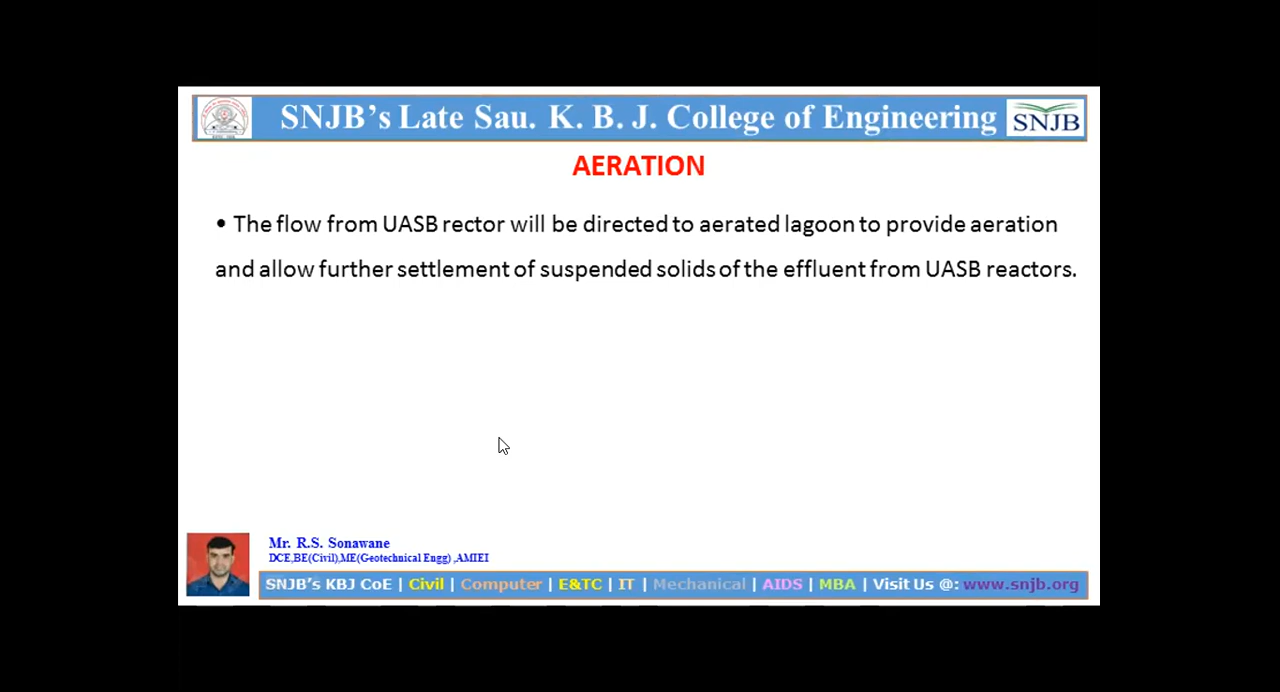 SNJB's Late Sau. K. B. J. College of Engineering
SNJB
AERATION
• The flow from UASB rector will be directed to aerated lagoon to provide aeration
and allow further settlement of suspended solids of the effluent from UASB reactors.
Mr. R.S. Sonawane
DCE,BE(Civil),ME(Geotechnical Engg) ,AMIEI
SNJB's KBJ CoE | Civil | Computer | E&TC | IT | Mechanical | AIDS | MBA | Visit Us @: www.snjb.org